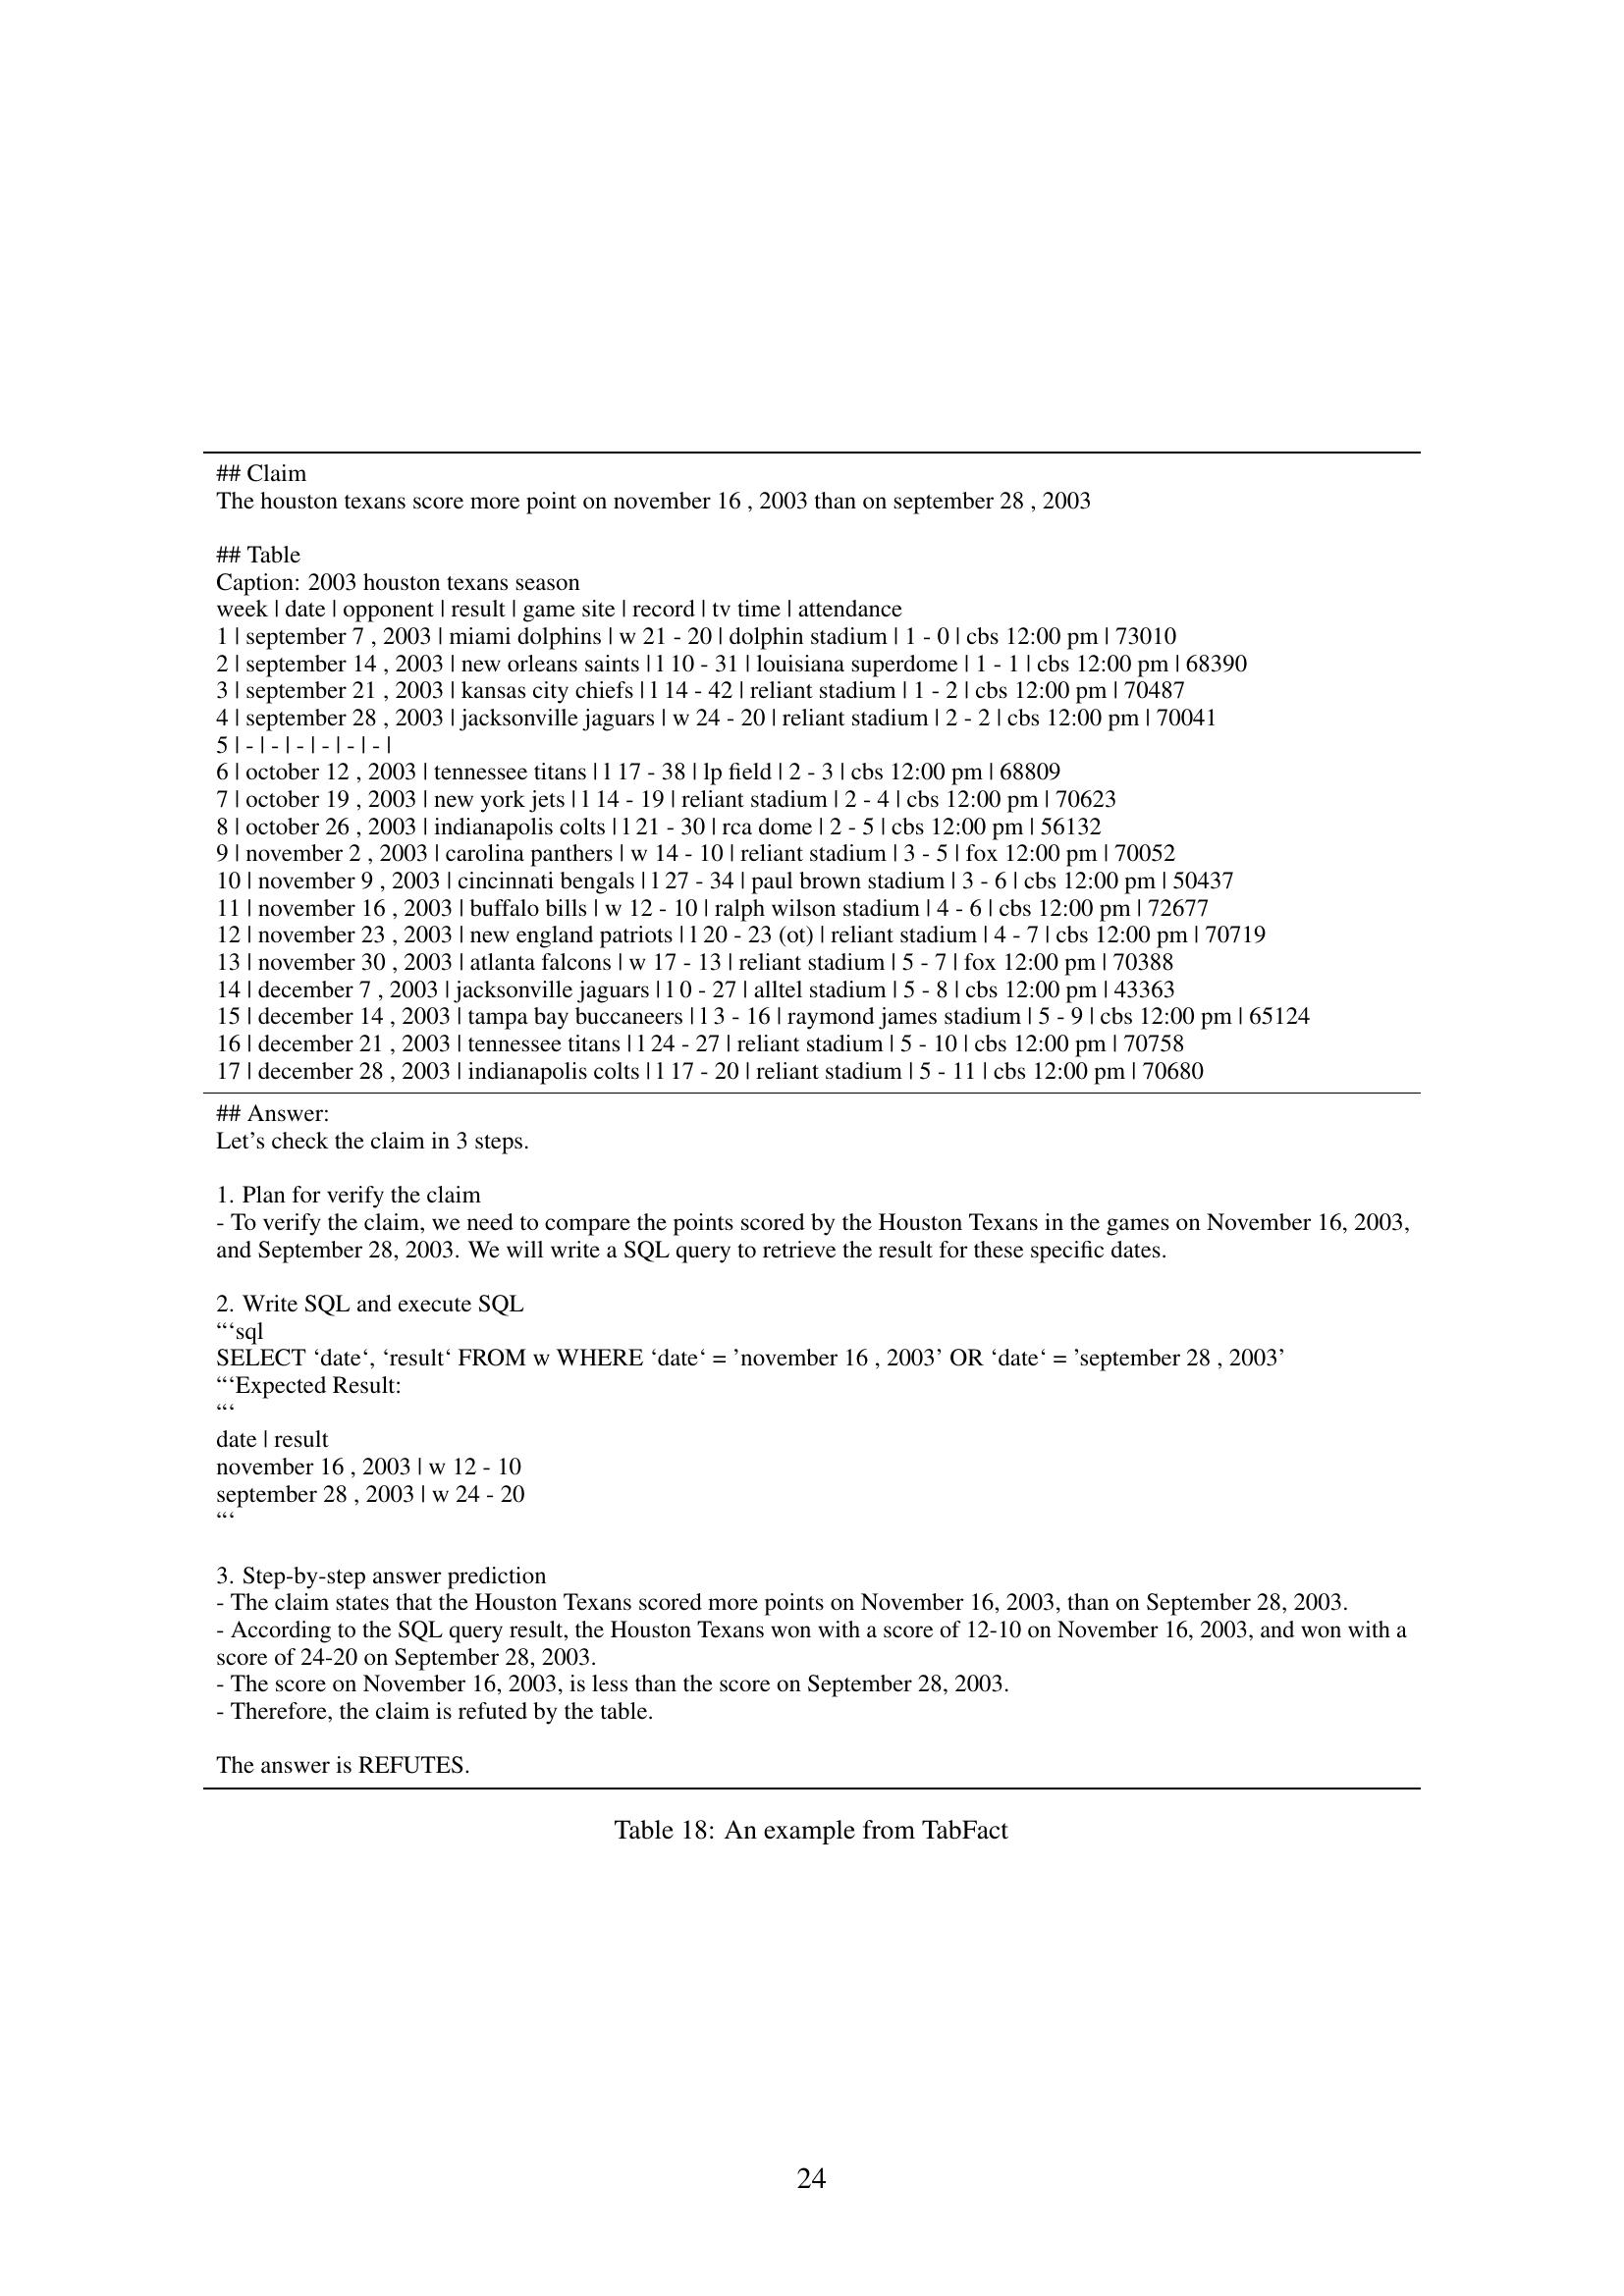 ## Claim
The houston texans score more point on november 16 , 2003 than on september 28 , 2003
## Table
Caption: 2003 houston texans season
week | date | opponent | result | game site | record | tv time | attendance
1 | september 7 , 2003 | miami dolphins | w 21 - 20 | dolphin stadium | 1 - 0 | cbs 12:00 pm | 73010
2 | september 14 , 2003 | new orleans saints | l 10 - 31 | louisiana superdome | 1 - 1 | cbs 12:00 pm | 68390
3 | september 21 , 2003 | kansas city chiefs | l 14 - 42 | reliant stadium | 1 - 2 | cbs 12:00 pm | 70487
4 | september 28 , 2003 | jacksonville jaguars | w 24 - 20 | reliant stadium | 2 - 2 | cbs 12:00 pm | 70041
5 | - | - | - | - | - | - |
6 | october 12 , 2003 | tennessee titans | l 17 - 38 | lp field | 2 - 3 | cbs 12:00 pm | 68809
7 | october 19 , 2003 | new york jets | l 14 - 19 | reliant stadium | 2 - 4 | cbs 12:00 pm | 70623
8 | october 26 , 2003 | indianapolis colts | l 21 - 30 | rca dome | 2 - 5 | cbs 12:00 pm | 56132
9 | november 2 , 2003 | carolina panthers | w 14 - 10 | reliant stadium | 3 - 5 | fox 12:00 pm | 70052
10 | november 9 , 2003 | cincinnati bengals | l 27 - 34 | paul brown stadium | 3 - 6 | cbs 12:00 pm | 50437
11 | november 16 , 2003 | buffalo bills | w 12 - 10 | ralph wilson stadium | 4 - 6 | cbs 12:00 pm | 72677
12 | november 23 , 2003 | new england patriots | l 20 - 23 (ot) | reliant stadium | 4 - 7 | cbs 12:00 pm | 70719
13 | november 30 , 2003 | atlanta falcons | w 17 - 13 | reliant stadium | 5 - 7 | fox 12:00 pm | 70388
14 | december 7 , 2003 | jacksonville jaguars | l 0 - 27 | alltel stadium | 5 - 8 | cbs 12:00 pm | 43363
15 | december 14 , 2003 | tampa bay buccaneers | l 3 - 16 | raymond james stadium | 5 - 9 | cbs 12:00 pm | 65124
16 | december 21 , 2003 | tennessee titans | l 24 - 27 | reliant stadium | 5 - 10 | cbs 12:00 pm | 70758
17 | december 28 , 2003 | indianapolis colts | l 17 - 20 | reliant stadium | 5 - 11 | cbs 12:00 pm | 70680
## Answer:
Let’s check the claim in 3 steps.
1. Plan for verify the claim
- To verify the claim, we need to compare the points scored by the Houston Texans in the games on November 16, 2003,
and September 28, 2003. We will write a SQL query to retrieve the result for these specific dates.
2. Write SQL and execute SQL
“‘sql
SELECT ‘date‘, ‘result‘ FROM w WHERE ‘date‘ = ’november 16 , 2003’ OR ‘date‘ = ’september 28 , 2003’
“‘Expected Result:
“‘
date | result
november 16 , 2003 | w 12 - 10
september 28 , 2003 | w 24 - 20
“‘
3. Step-by-step answer prediction
- The claim states that the Houston Texans scored more points on November 16, 2003, than on September 28, 2003.
- According to the SQL query result, the Houston Texans won with a score of 12-10 on November 16, 2003, and won with a
score of 24-20 on September 28, 2003.
- The score on November 16, 2003, is less than the score on September 28, 2003.
- Therefore, the claim is refuted by the table.
The answer is REFUTES.
Table 18: An example from TabFact
24